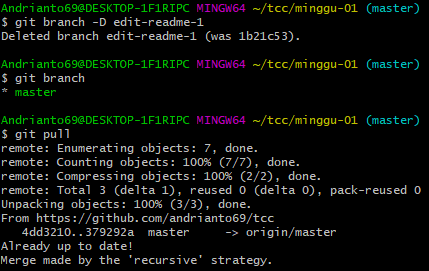 Andrianto69@DESKTOP-1F1RIPC MINGW64 ~/tcc/minggu-01 (master)
$ git branch -D edit-readme-1
Deleted branch edit-readme-1 (was 1b21c53).
Andrianto69@DESKTOP-1F1RIPC MINGW64 ~/tcc/minggu-01 (master)
$ git branch
* master
Andrianto69@DESKTOP-1F1RIPC MINGW64 ~/tcc/minggu-01 (master)
$ git pull
remote: Enumerating objects: 7, done.
remote: Counting objects: 100% (7/7), done.
remote: Compressing objects: 100% (2/2), done.
remote: Total 3 (delta 1), reused 0 (delta 0), pack-reused 0
Unpacking objects: 100% (3/3), done.
From https://github.com/andrianto69/tcc
   4dd3210..379292a  master     -> origin/master
Already up to date!
Merge made by the 'recursive' strategy.